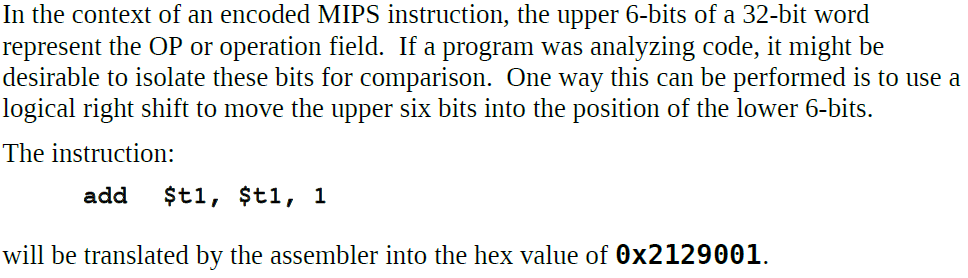 In the context of an encoded MIPS instruction, the upper 6-bits of a 32-bit word
represent the OP or operation field. If a program was analyzing code, it might be
desirable to isolate these bits for comparison. One way this can be performed is to use a
logical right shift to move the upper six bits into the position of the lower 6-bits.
The instruction:
add $t1, $t1, 1
will be translated by the assembler into the hex value of 0x2129001.